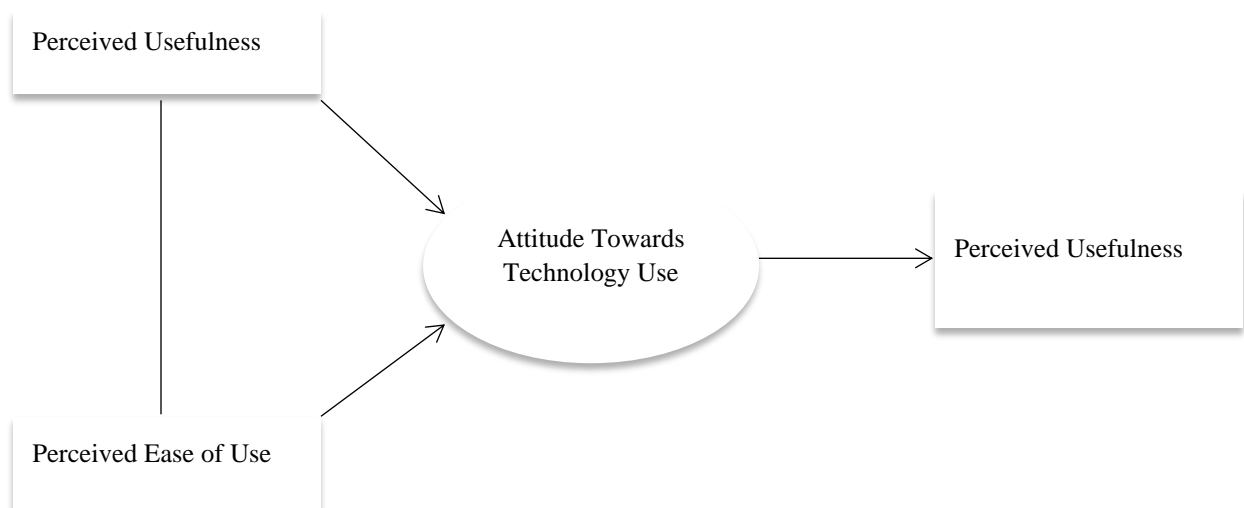 Perceived Usefulness
Attitude Towards
Technology Use
Perceived Usefulness
Perceived Ease of Use